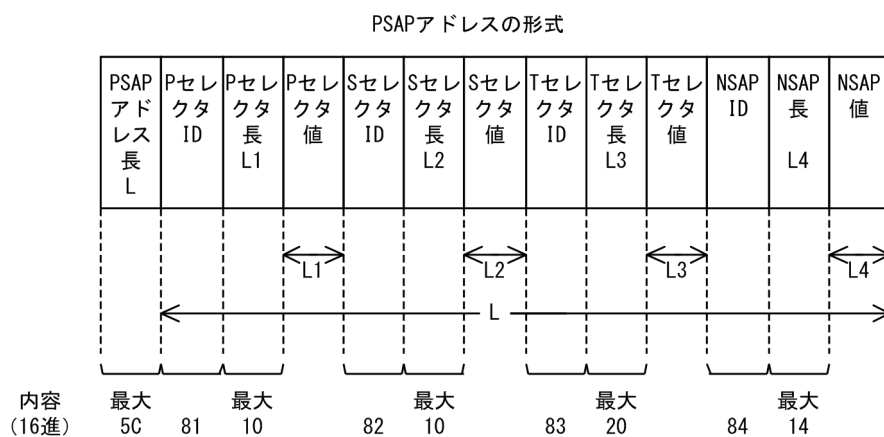 PSAPアドレスの形式
PSAP
アド
レス
長
L
Pセレ
クタ
ID
Pセレ
クタ
長
L1
Pセレ
クタ
値
Sセレ
クタ
ID
Sセレ
クタ
長
L2
Sセレ
クタ
値
Tセレ
クタ
ID
Tセレ
クタ
長
L3
Tセレ
クタ
値
NSAP
ID
NSAP
長
L4
NSAP
値
L1
L2
L3
L4
L
内容 最大 最大 最大 最大 最大
(16進) 5C 81 10 82 10 83 20 84 14